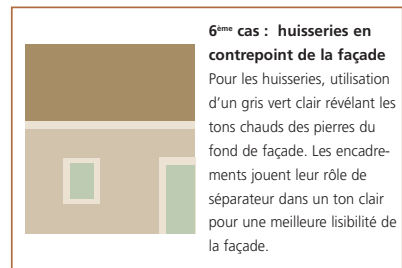 6ème cas : huisseries en
contrepoint de la façade
Pour les huisseries, utilisation
d'un gris vert clair révélant les
tons chauds des pierres du
fond de façade. Les encadre-
ments jouent leur rôle de
séparateur dans un ton clair
pour une meilleure lisibilité de
la façade.